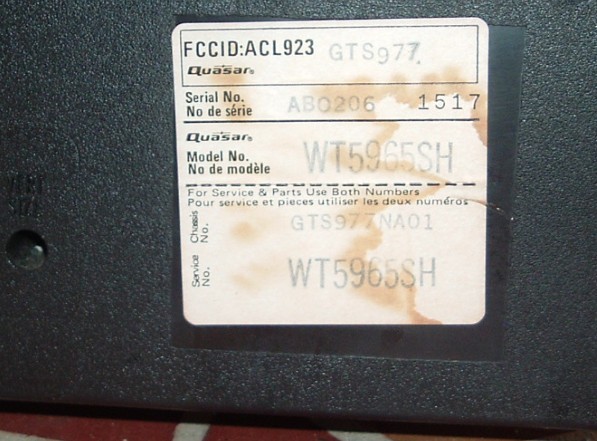 FCCID:ACL923 GTS977
Quasar®
Serial No. ABQ206 1517
No de série
Quasar®
Model No. WT5965SH
No de modèle
For Service & Parts Use Both Numbers
Pour service et pieces utiliser les deux numéros
Chassis No. GTS977NA01
Service No. WT5965SH